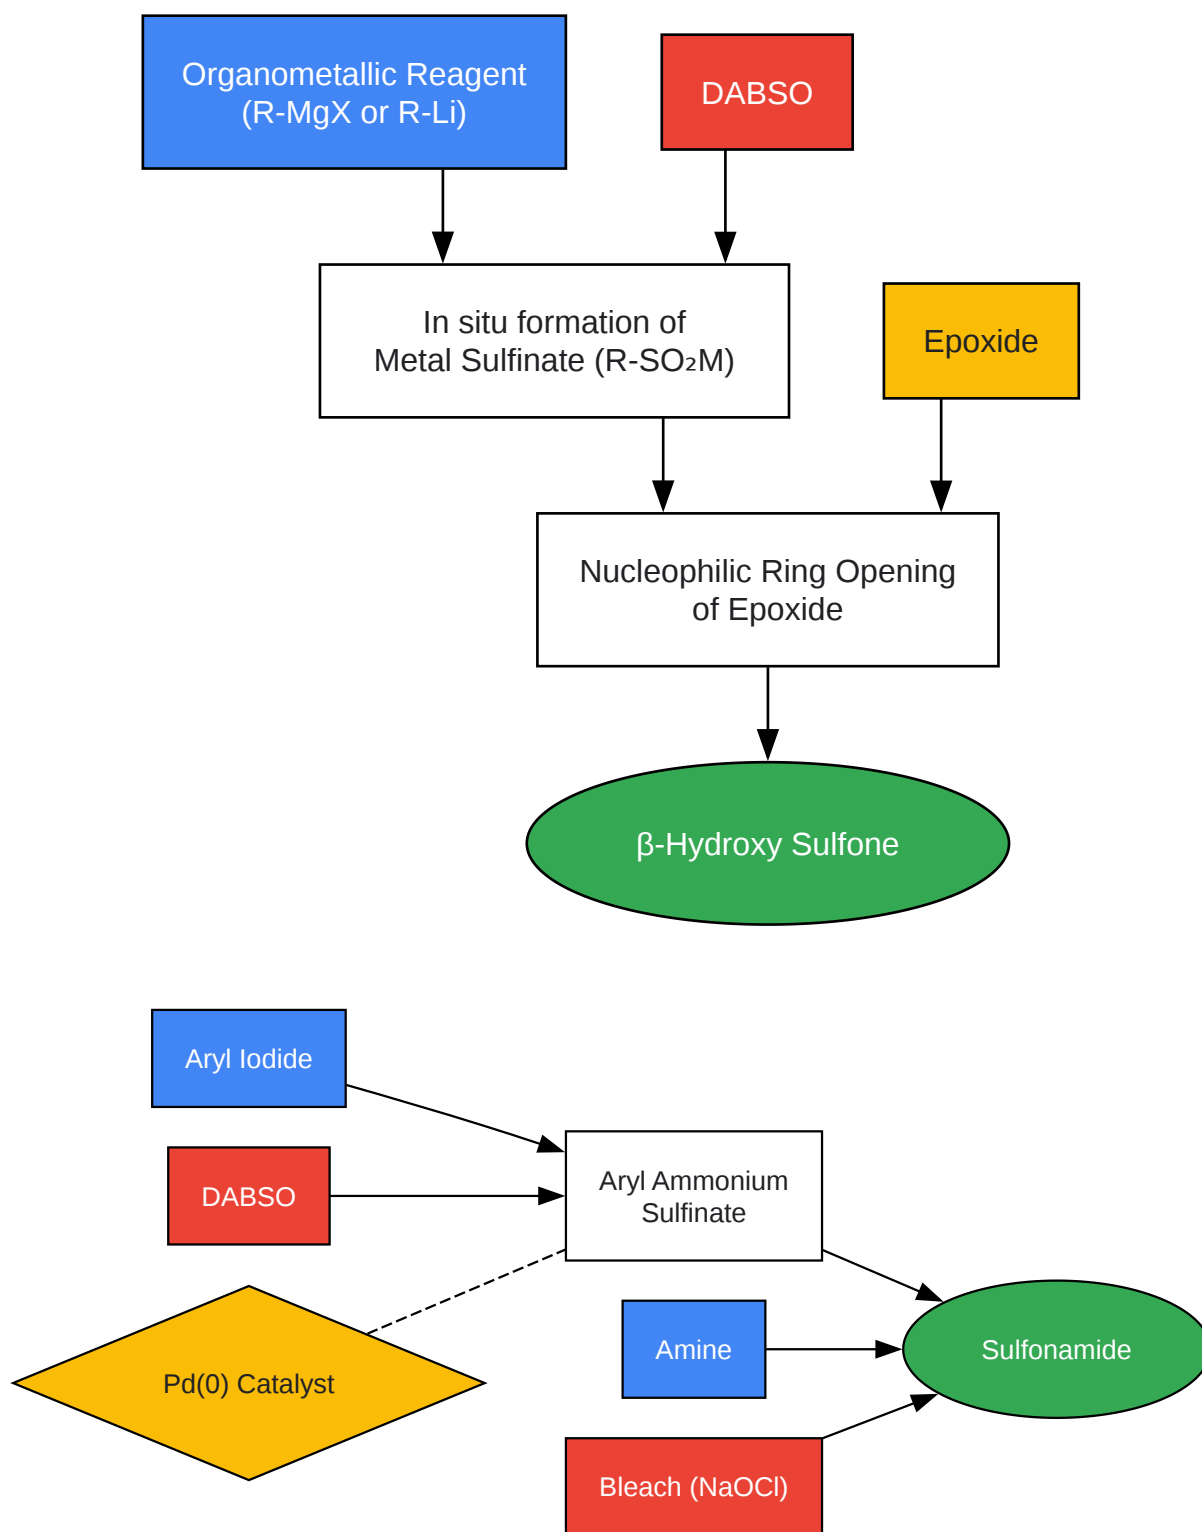 Organometallic Reagent
(R-MgX or R-Li)
DABSO
In situ formation of
Metal Sulfinate (R-SO₂M)
Epoxide
Nucleophilic Ring Opening
of Epoxide
β-Hydroxy Sulfone
Aryl Iodide
DABSO
Aryl Ammonium
Sulfinate
Pd(0) Catalyst
Amine
Sulfonamide
Bleach (NaOCl)